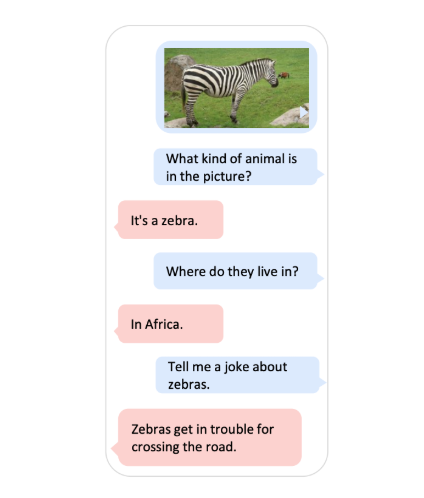 What kind of animal is
in the picture?
It's a zebra.
Where do they live in?
In Africa.
Tell me a joke about
zebras.
Zebras get in trouble for
crossing the road.